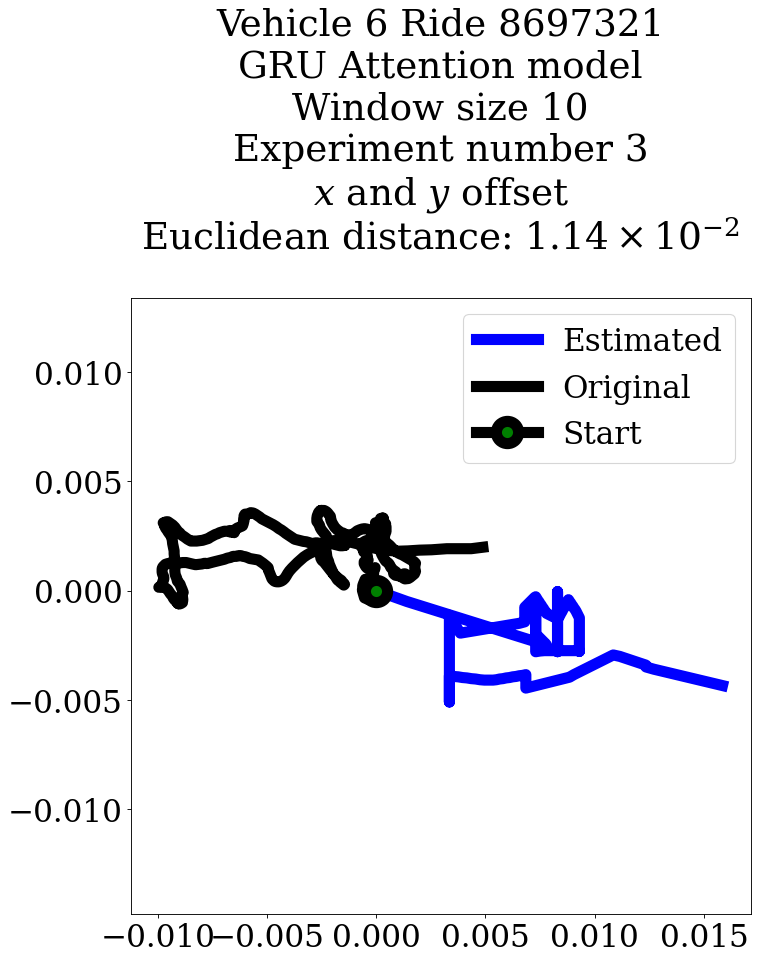 Vehicle 6 Ride 8697321
GRU Attention model
Window size 10
Experiment number 3
x and y offset
Euclidean distance: 1.14 × 10⁻²
Estimated
Original
Start
0.010
0.005
0.000
−0.005
−0.010
−0.010 −0.005 0.000 0.005 0.010 0.015